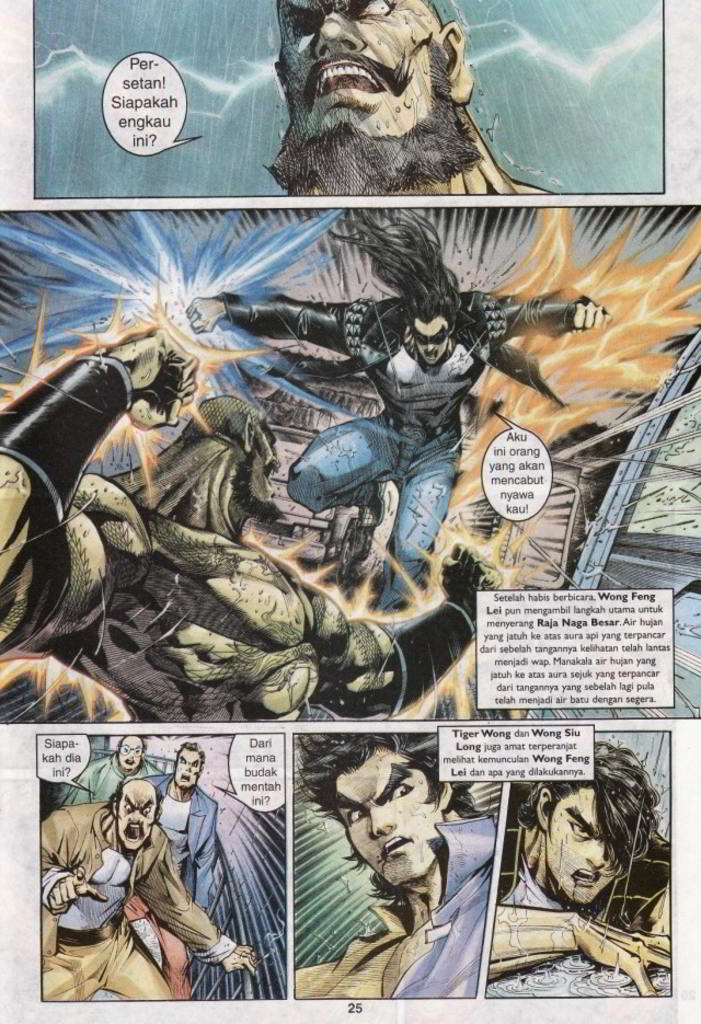 Per-
setan!
Siapakah
engkau
ini?
Aku
ini orang
yang akan
mencabut
nyawa
kau!
Setelah habis berbicara, Wong Feng
Lei pun mengambil langkah utama untuk
menyerang Raja Naga Besar. Air hujan
yang jatuh ke atas aura api yang terpancar
dari sebelah tangannya kelihatan telah lantas
menjadi wap. Manakala air hujan yang
jatuh ke atas aura sejuk yang terpancar
dari tangannya yang sebelah lagi pula
telah menjadi air batu dengan segera.
Siapa-
kah dia
ini?
Dari
mana
budak
mentah
ini?
Tiger Wong dan Wong Siu
Long juga amat terperanjat
melihat kemunculan Wong Feng
Lei dan apa yang dilakukannya.
25